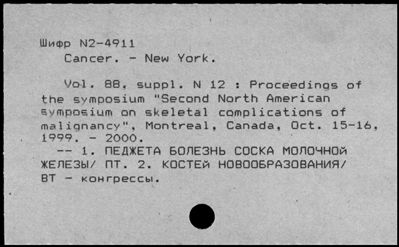 Шифр N2-4911
Cancer. - New York.
Vol. 88, suppl. N 12 : Proceedings of
the symposium "Second North American
symposium on skeletal complications of
malignancy", Montreal, Canada, Oct. 15-16,
1999. - 2000.
-- 1. ПЕДЖЕТА БОЛЕЗНЬ СОСКА МОЛОЧНОЙ
ЖЕЛЕЗЫ/ ПТ. 2. КОСТЕЙ НОВООБРАЗОВАНИЯ/
ВТ - конгрессы.